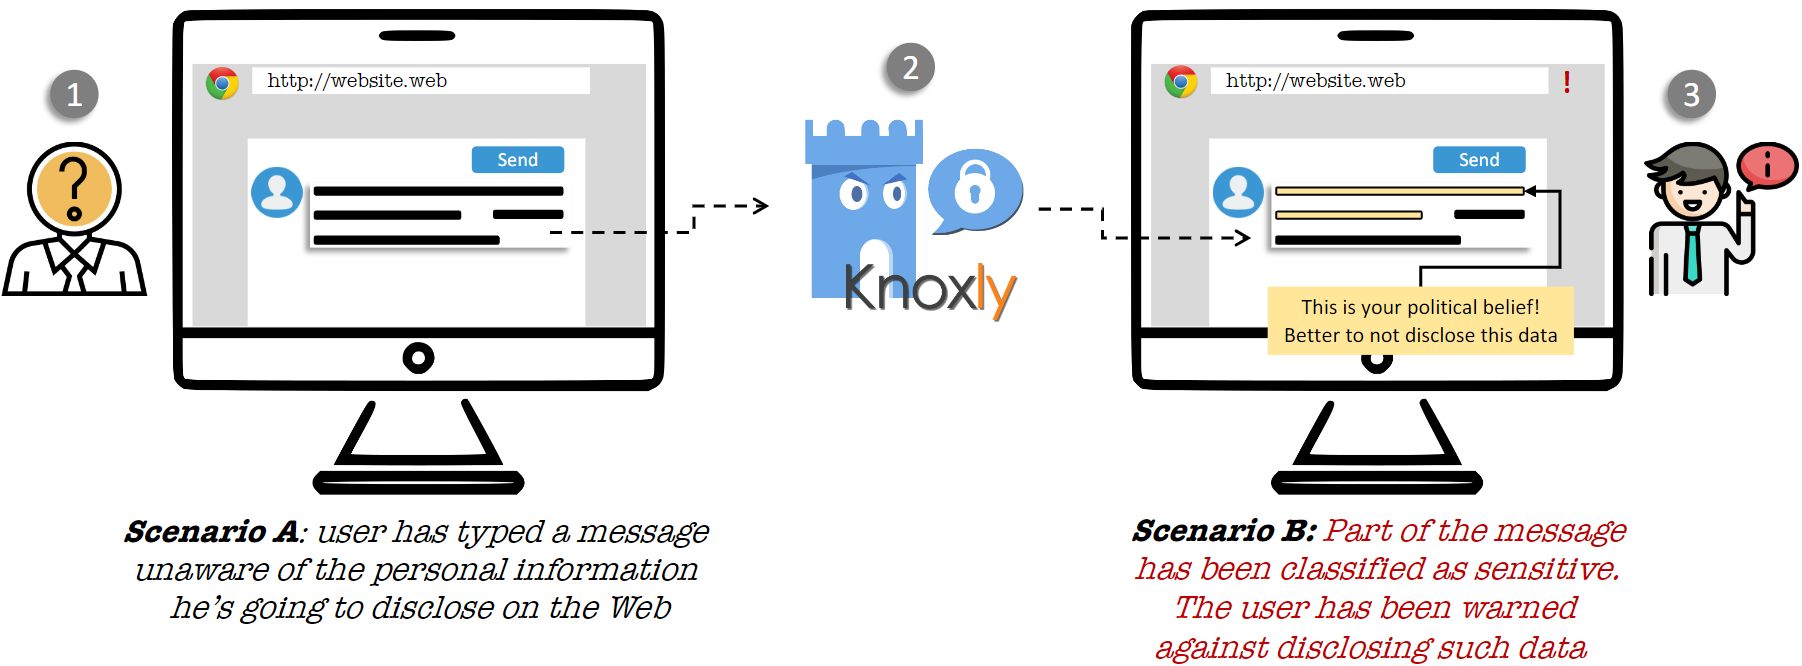 1
http://website.web
Send
Scenario A: user has typed a message
unaware of the personal information
he's going to disclose on the Web
2
Knoxly
3
http://website.web
!
Send
This is your political belief!
Better to not disclose this data
Scenario B: Part of the message
has been classified as sensitive.
The user has been warned
against disclosing such data